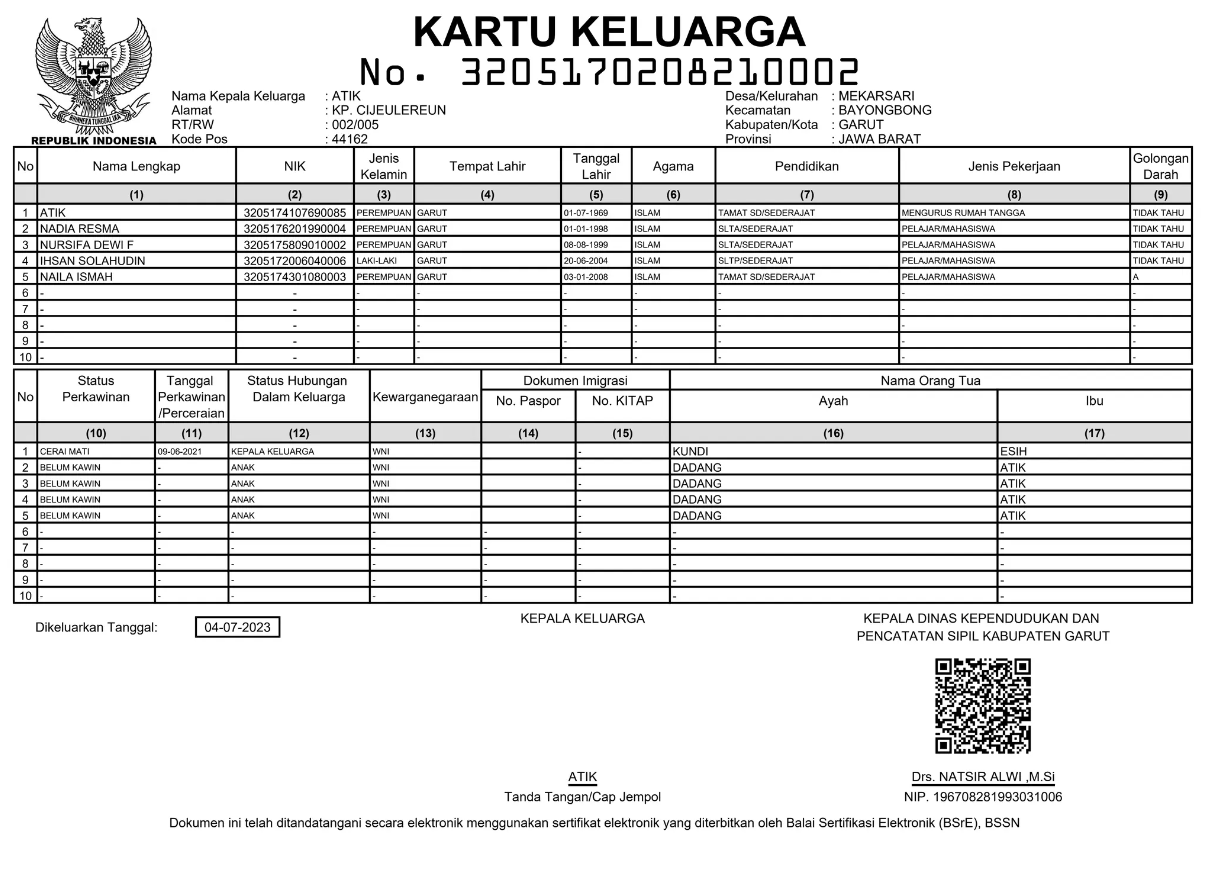 KARTU KELUARGA
No. 3205170208210002
Nama Kepala Keluarga : ATIK
Alamat : KP. CIJEULEREUN
RT/RW : 002/005
Kode Pos : 44162
Desa/Kelurahan : MEKARSARI
Kecamatan : BAYONGBONG
Kabupaten/Kota : GARUT
Provinsi : JAWA BARAT
BHINNEKA TUNGGAL IKA
REPUBLIK INDONESIA
No Nama Lengkap NIK Jenis Kelamin Tempat Lahir Tanggal Lahir Agama Pendidikan Jenis Pekerjaan Golongan Darah
(1) (2) (3) (4) (5) (6) (7) (8) (9)
1 ATIK 3205174107690085 PEREMPUAN GARUT 01-07-1969 ISLAM TAMAT SD/SEDERAJAT MENGURUS RUMAH TANGGA TIDAK TAHU
2 NADIA RESMA 3205176201990004 PEREMPUAN GARUT 01-01-1998 ISLAM SLTA/SEDERAJAT PELAJAR/MAHASISWA TIDAK TAHU
3 NURSIFA DEWI F 3205175809010002 PEREMPUAN GARUT 08-08-1999 ISLAM SLTA/SEDERAJAT PELAJAR/MAHASISWA TIDAK TAHU
4 IHSAN SOLAHUDIN 3205172006040006 LAKI-LAKI GARUT 20-06-2004 ISLAM SLTP/SEDERAJAT PELAJAR/MAHASISWA TIDAK TAHU
5 NAILA ISMAH 3205174301080003 PEREMPUAN GARUT 03-01-2008 ISLAM TAMAT SD/SEDERAJAT PELAJAR/MAHASISWA A
6 - - - - - - - - -
7 - - - - - - - - -
8 - - - - - - - - -
9 - - - - - - - - -
10 - - - - - - - - -
No Status Perkawinan Tanggal Perkawinan /Perceraian Status Hubungan Dalam Keluarga Kewarganegaraan Dokumen Imigrasi Nama Orang Tua
No. Paspor No. KITAP Ayah Ibu
(10) (11) (12) (13) (14) (15) (16) (17)
1 CERAI MATI 09-06-2021 KEPALA KELUARGA WNI - KUNDI ESIH
2 BELUM KAWIN - ANAK WNI - DADANG ATIK
3 BELUM KAWIN - ANAK WNI - DADANG ATIK
4 BELUM KAWIN - ANAK WNI - DADANG ATIK
5 BELUM KAWIN - ANAK WNI - DADANG ATIK
6 - - - - - - - -
7 - - - - - - - -
8 - - - - - - - -
9 - - - - - - - -
10 - - - - - - - -
Dikeluarkan Tanggal: 04-07-2023
KEPALA KELUARGA
ATIK
Tanda Tangan/Cap Jempol
KEPALA DINAS KEPENDUDUKAN DAN
PENCATATAN SIPIL KABUPATEN GARUT
Drs. NATSIR ALWI ,M.Si
NIP. 196708281993031006
Dokumen ini telah ditandatangani secara elektronik menggunakan sertifikat elektronik yang diterbitkan oleh Balai Sertifikasi Elektronik (BSrE), BSSN